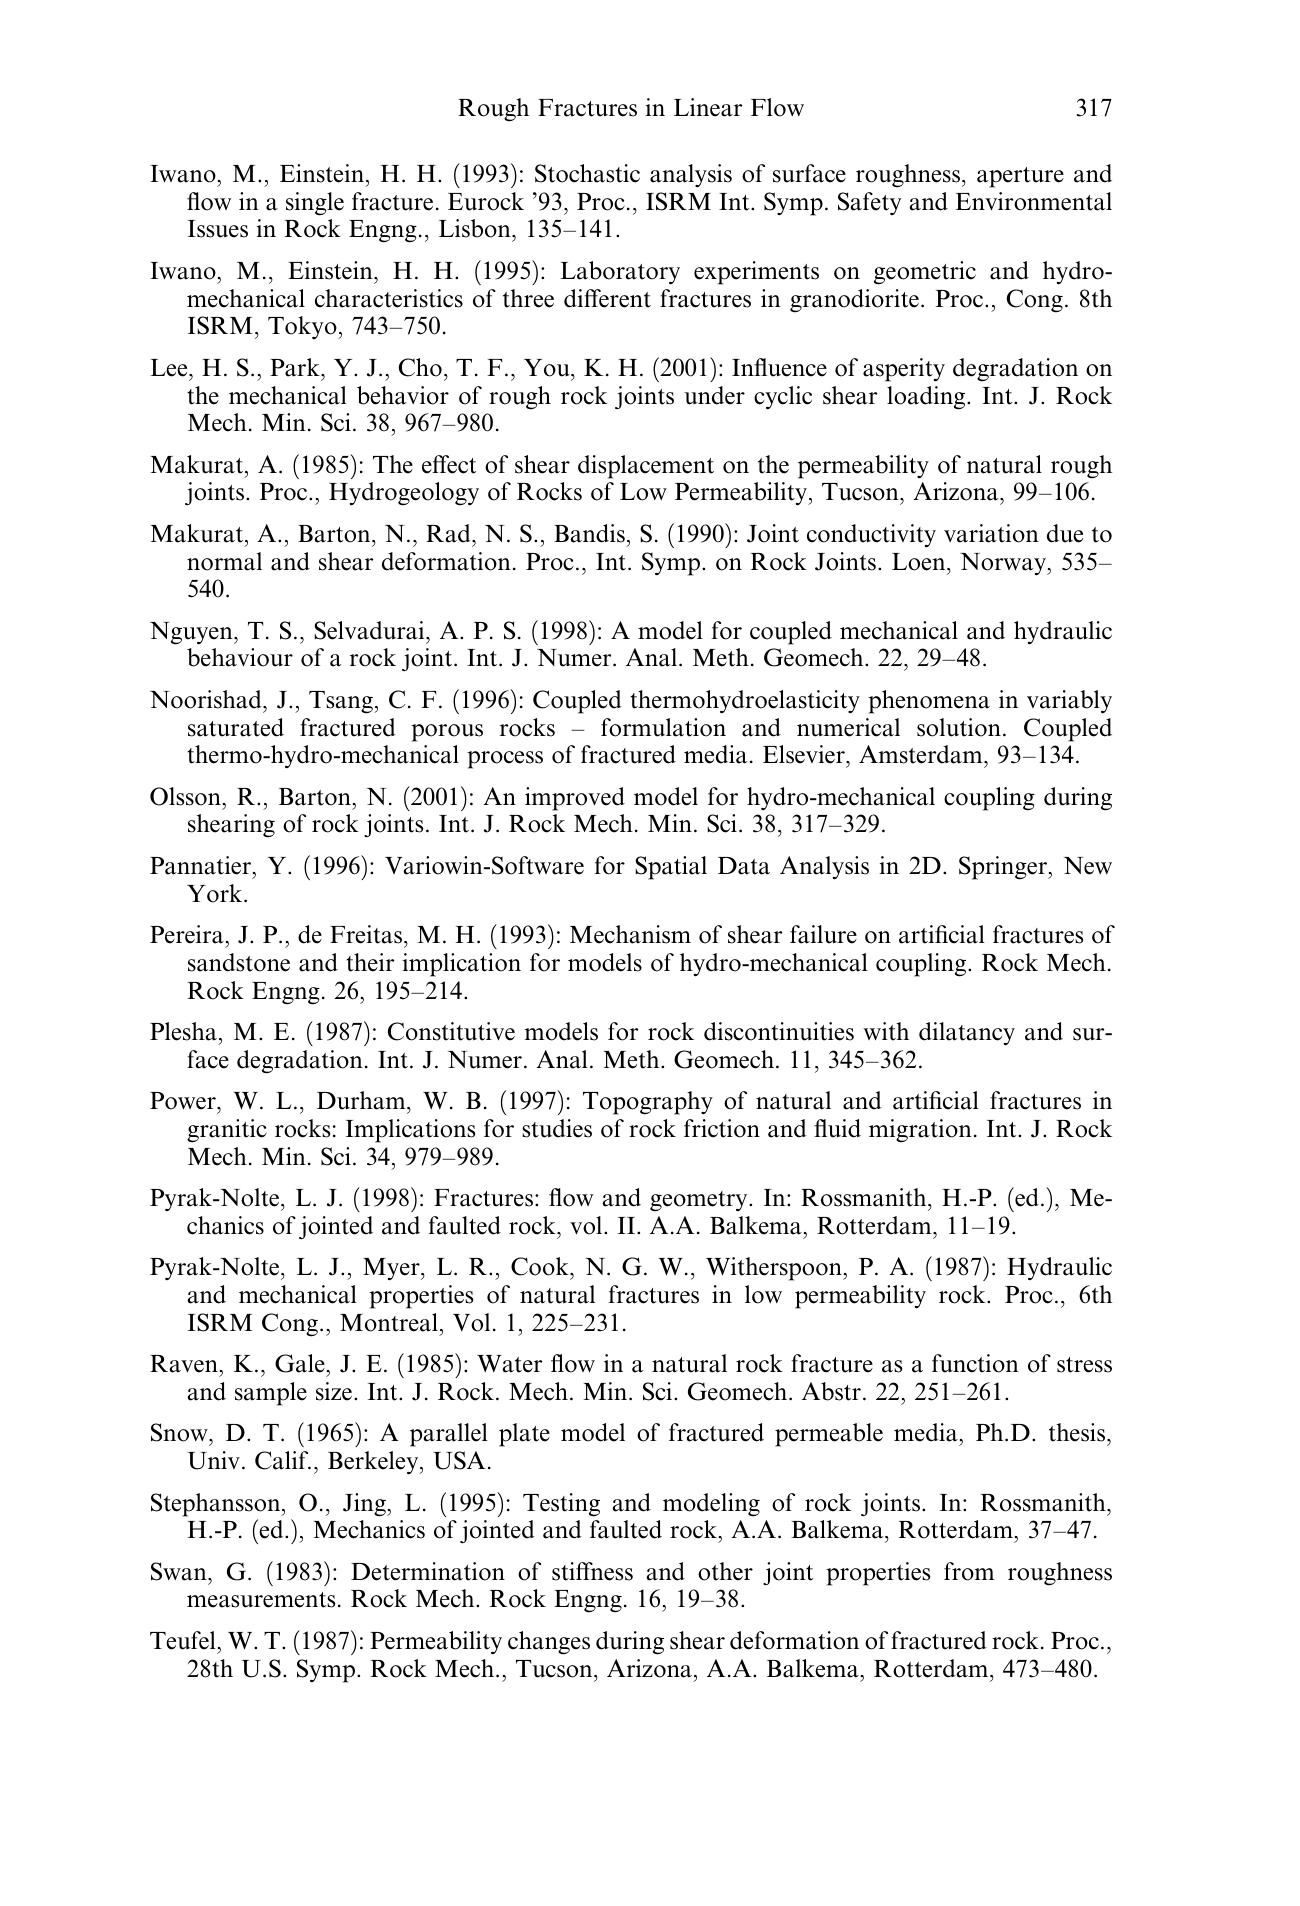 Rough Fractures in Linear Flow 317
Iwano, M., Einstein, H. H. (1993): Stochastic analysis of surface roughness, aperture and
flow in a single fracture. Eurock ’93, Proc., ISRM Int. Symp. Safety and Environmental
Issues in Rock Engng., Lisbon, 135–141.
Iwano, M., Einstein, H. H. (1995): Laboratory experiments on geometric and hydro-
mechanical characteristics of three different fractures in granodiorite. Proc., Cong. 8th
ISRM, Tokyo, 743–750.
Lee, H. S., Park, Y. J., Cho, T. F., You, K. H. (2001): Influence of asperity degradation on
the mechanical behavior of rough rock joints under cyclic shear loading. Int. J. Rock
Mech. Min. Sci. 38, 967–980.
Makurat, A. (1985): The effect of shear displacement on the permeability of natural rough
joints. Proc., Hydrogeology of Rocks of Low Permeability, Tucson, Arizona, 99–106.
Makurat, A., Barton, N., Rad, N. S., Bandis, S. (1990): Joint conductivity variation due to
normal and shear deformation. Proc., Int. Symp. on Rock Joints. Loen, Norway, 535–
540.
Nguyen, T. S., Selvadurai, A. P. S. (1998): A model for coupled mechanical and hydraulic
behaviour of a rock joint. Int. J. Numer. Anal. Meth. Geomech. 22, 29–48.
Noorishad, J., Tsang, C. F. (1996): Coupled thermohydroelasticity phenomena in variably
saturated fractured porous rocks – formulation and numerical solution. Coupled
thermo-hydro-mechanical process of fractured media. Elsevier, Amsterdam, 93–134.
Olsson, R., Barton, N. (2001): An improved model for hydro-mechanical coupling during
shearing of rock joints. Int. J. Rock Mech. Min. Sci. 38, 317–329.
Pannatier, Y. (1996): Variowin-Software for Spatial Data Analysis in 2D. Springer, New
York.
Pereira, J. P., de Freitas, M. H. (1993): Mechanism of shear failure on artificial fractures of
sandstone and their implication for models of hydro-mechanical coupling. Rock Mech.
Rock Engng. 26, 195–214.
Plesha, M. E. (1987): Constitutive models for rock discontinuities with dilatancy and sur-
face degradation. Int. J. Numer. Anal. Meth. Geomech. 11, 345–362.
Power, W. L., Durham, W. B. (1997): Topography of natural and artificial fractures in
granitic rocks: Implications for studies of rock friction and fluid migration. Int. J. Rock
Mech. Min. Sci. 34, 979–989.
Pyrak-Nolte, L. J. (1998): Fractures: flow and geometry. In: Rossmanith, H.-P. (ed.), Me-
chanics of jointed and faulted rock, vol. II. A.A. Balkema, Rotterdam, 11–19.
Pyrak-Nolte, L. J., Myer, L. R., Cook, N. G. W., Witherspoon, P. A. (1987): Hydraulic
and mechanical properties of natural fractures in low permeability rock. Proc., 6th
ISRM Cong., Montreal, Vol. 1, 225–231.
Raven, K., Gale, J. E. (1985): Water flow in a natural rock fracture as a function of stress
and sample size. Int. J. Rock. Mech. Min. Sci. Geomech. Abstr. 22, 251–261.
Snow, D. T. (1965): A parallel plate model of fractured permeable media, Ph.D. thesis,
Univ. Calif., Berkeley, USA.
Stephansson, O., Jing, L. (1995): Testing and modeling of rock joints. In: Rossmanith,
H.-P. (ed.), Mechanics of jointed and faulted rock, A.A. Balkema, Rotterdam, 37–47.
Swan, G. (1983): Determination of stiffness and other joint properties from roughness
measurements. Rock Mech. Rock Engng. 16, 19–38.
Teufel, W. T. (1987): Permeability changes during shear deformation of fractured rock. Proc.,
28th U.S. Symp. Rock Mech., Tucson, Arizona, A.A. Balkema, Rotterdam, 473–480.